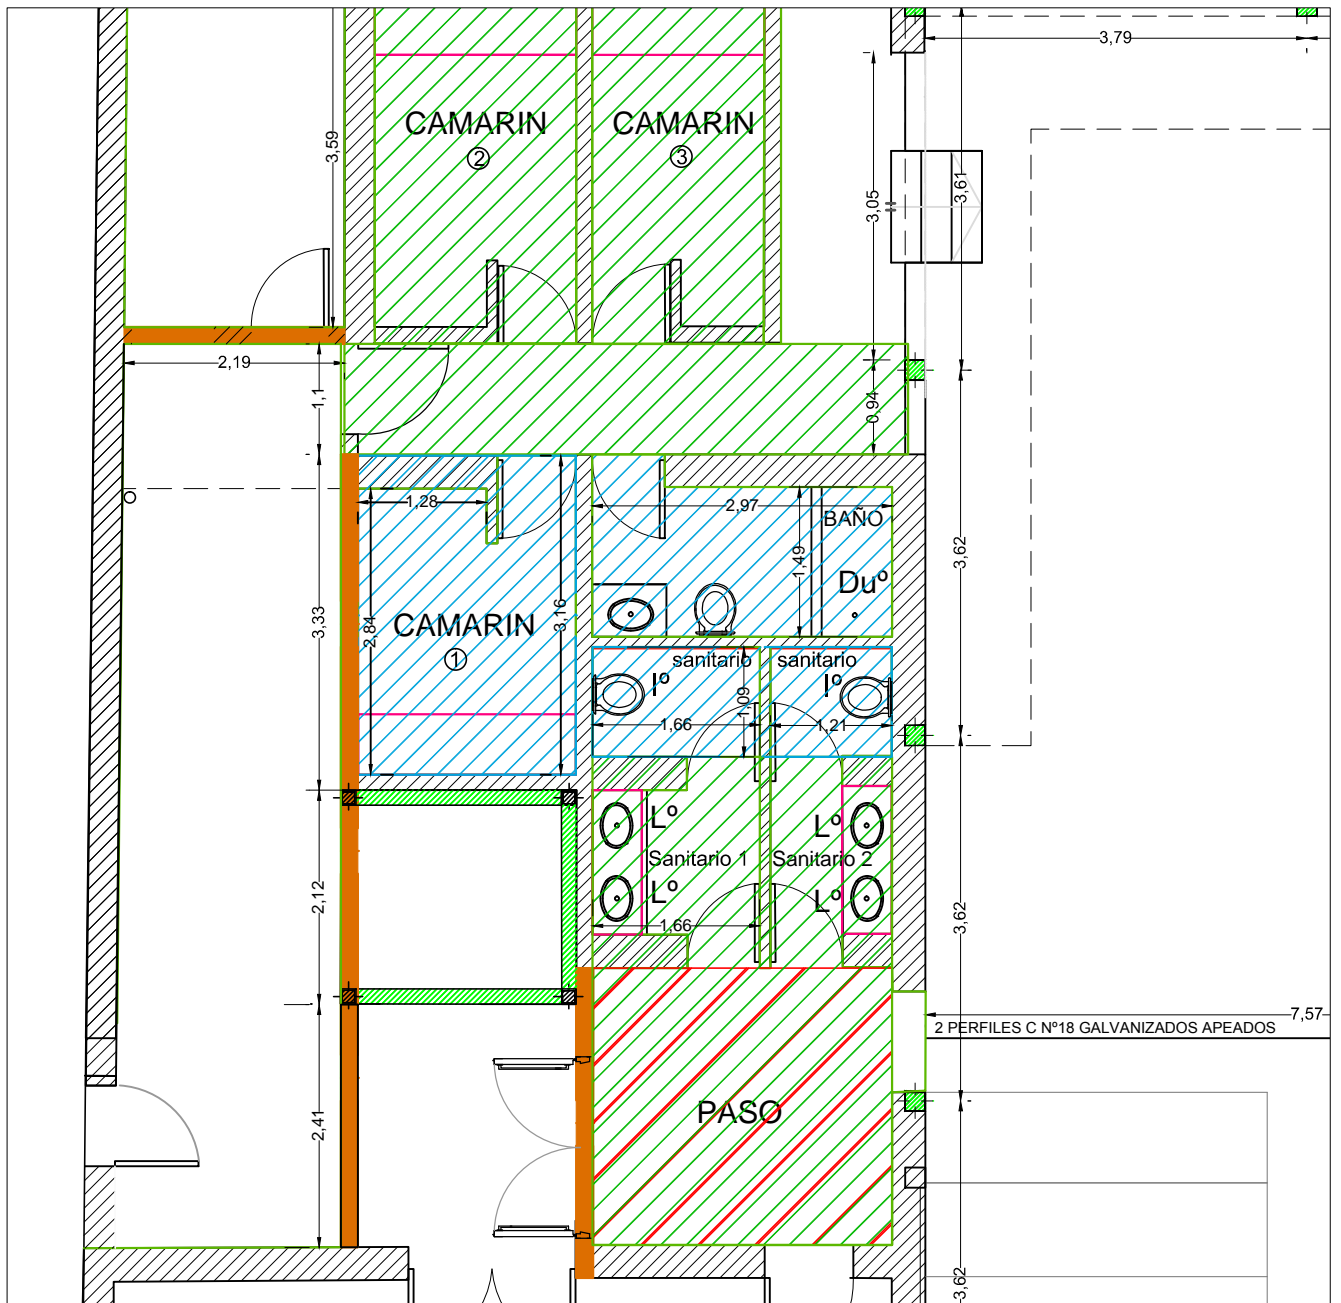 3,79
3,59
CAMARIN
2
CAMARIN
3
3,05
3,61
2,19
1,1
0,94
1,28
2,97
BAÑO
1,49
Duº
3,62
3,33
2,84
3,16
CAMARIN
1
sanitario
sanitario
Iº
Iº
1,09
1,66
1,21
Lº
Lº
Sanitario 1
Sanitario 2
Lº
Lº
2,12
1,66
3,62
7,57
2 PERFILES C Nº18 GALVANIZADOS APEADOS
PASO
2,41
3,62